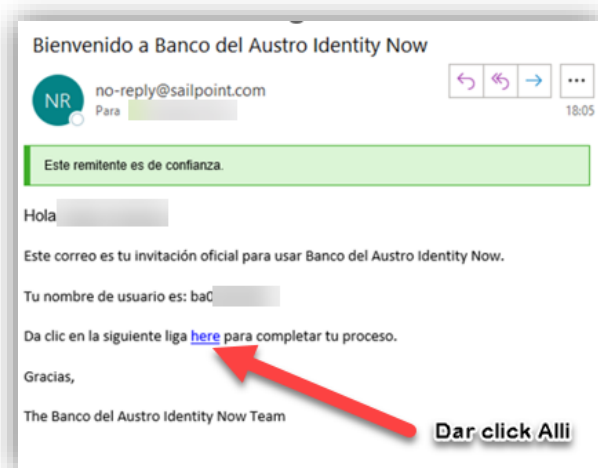 Bienvenido a Banco del Austro Identity Now
NR
no-reply@sailpoint.com
Para
18:05
Este remitente es de confianza.
Hola
Este correo es tu invitación oficial para usar Banco del Austro Identity Now.
Tu nombre de usuario es: ba0
Da clic en la siguiente liga here para completar tu proceso.
Gracias,
The Banco del Austro Identity Now Team
Dar click Alli